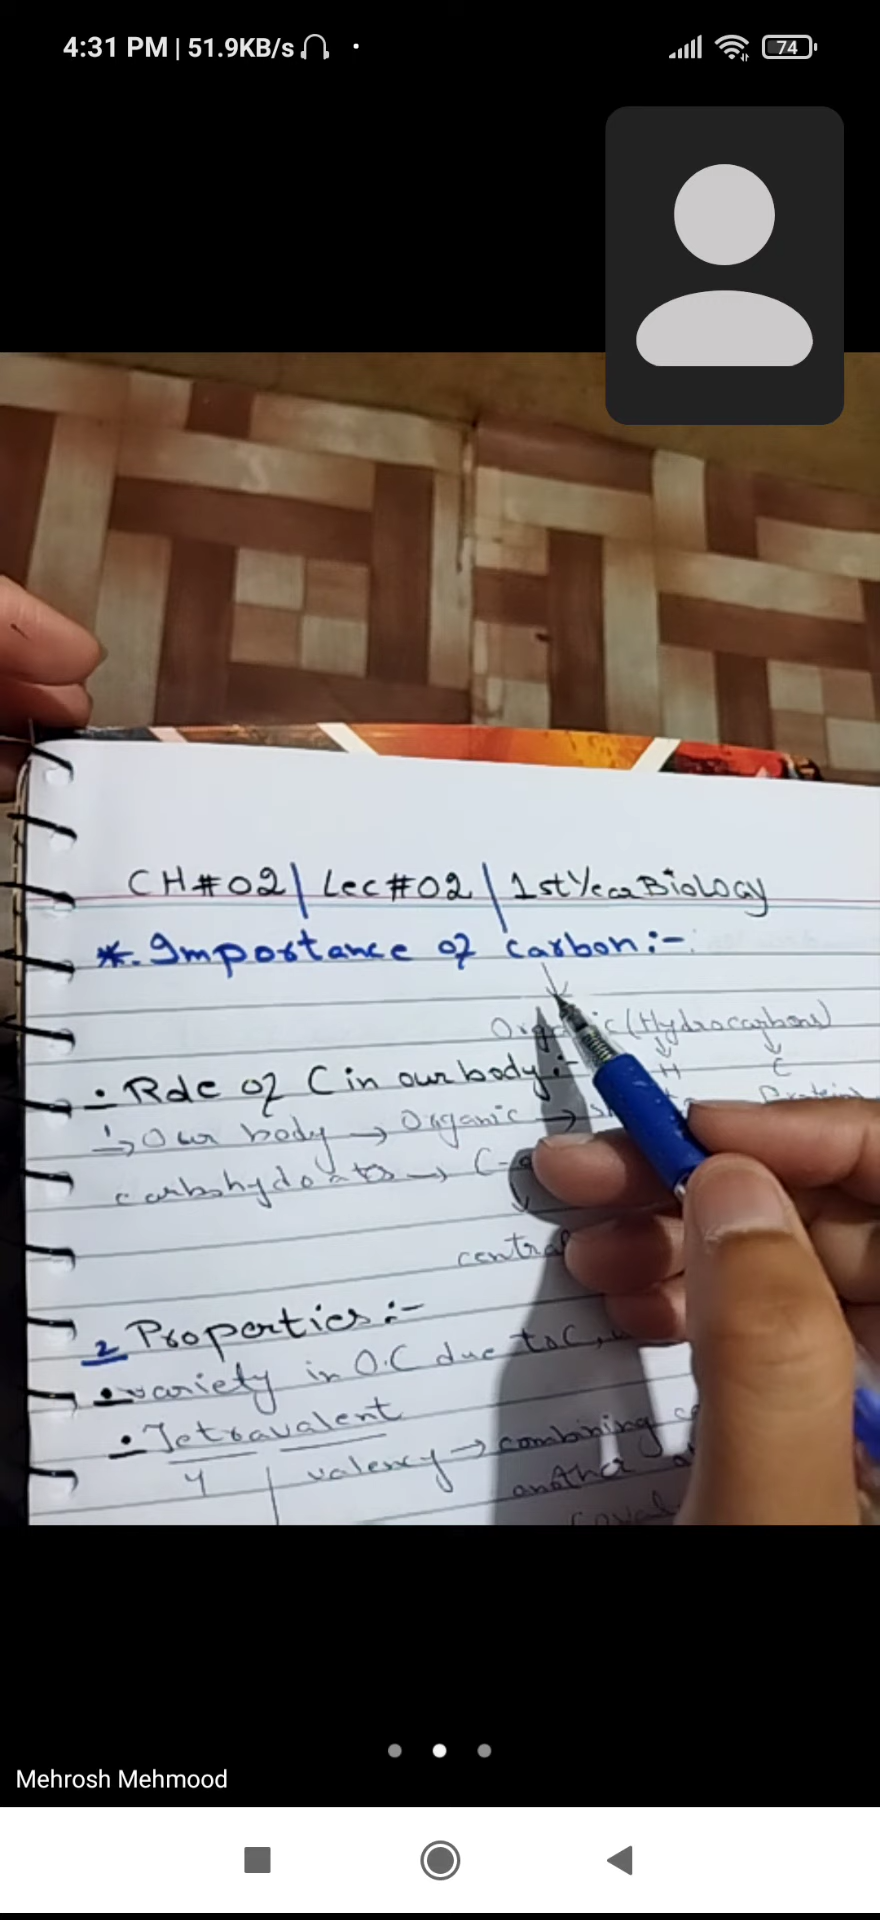 4:31 PM | 51.9KB/s
74
CH#02 | Lec#02 | 1st Year Biology
*. Importance of carbon:-
(Hydrocarbons)
H C
Role of C in our body:-
Our body → Organic →
carbohydrates → C-
central
2 Properties:-
variety in O.C due to C,
Tetravalent
4 valency → combining
another
Mehrosh Mehmood